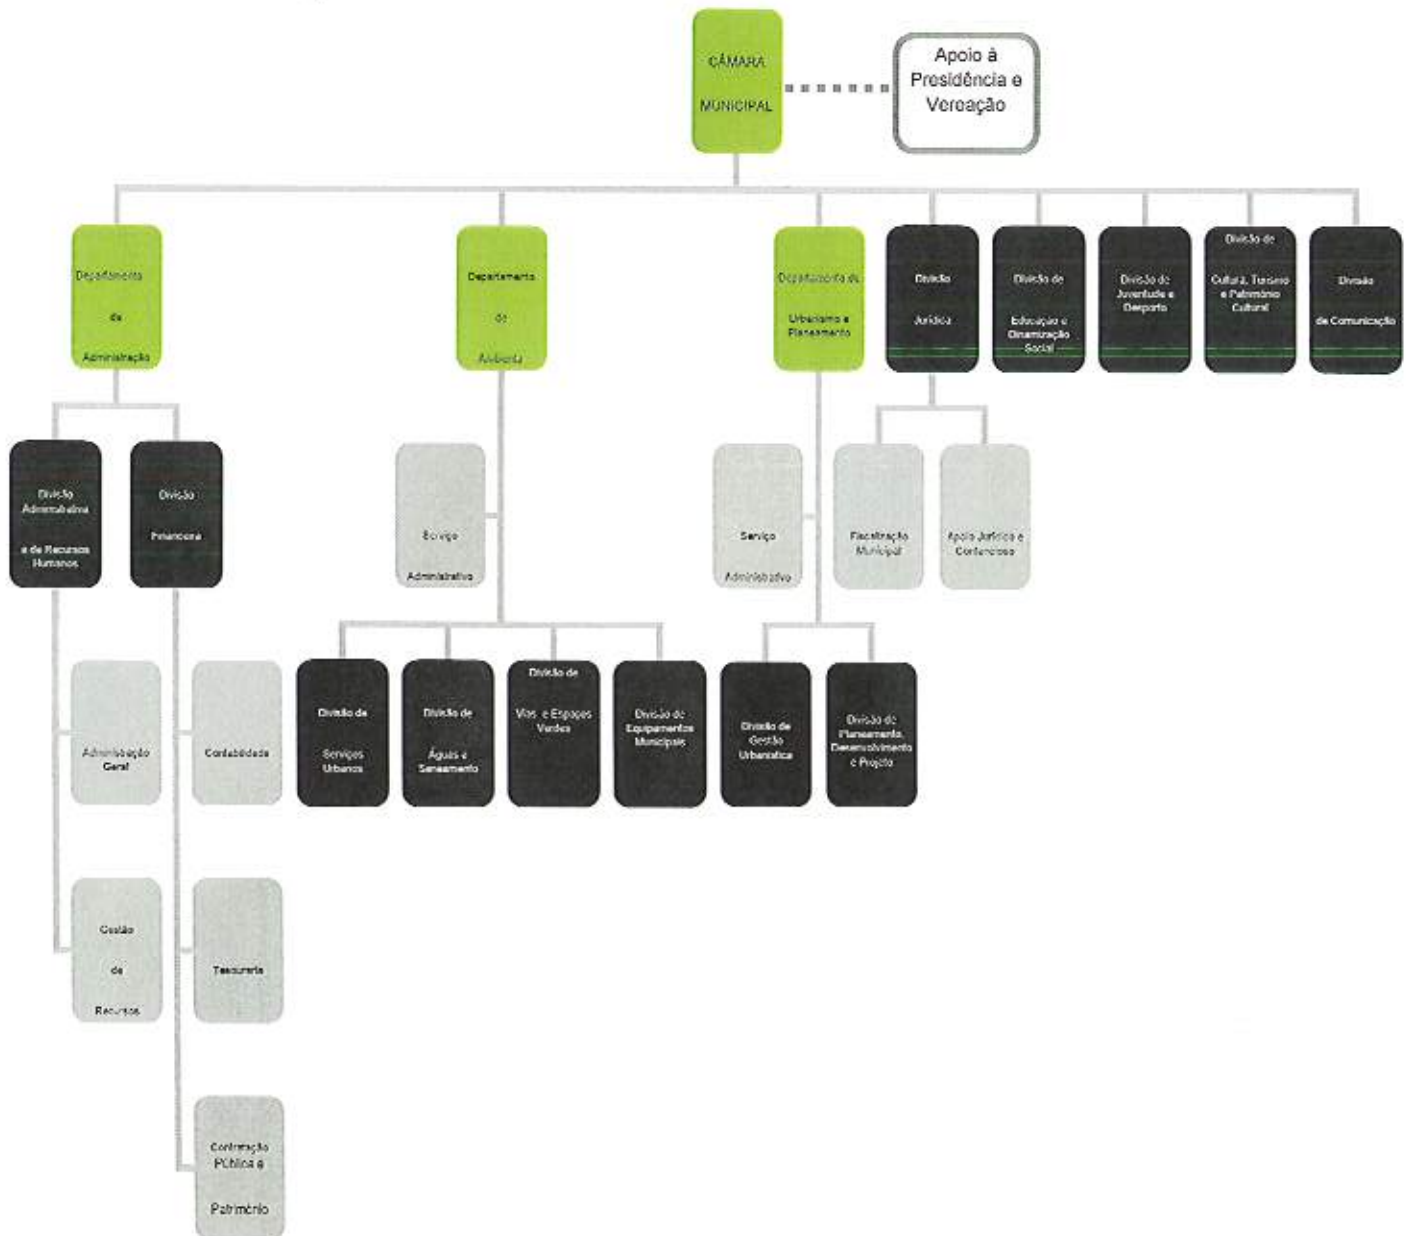 CÂMARA
MUNICIPAL
Apoio à
Presidência e
Vereação
Departamento
de
Administração
Departamento
de
Ambiente
Departamento de
Urbanismo e
Planeamento
Divisão
Jurídica
Divisão de
Educação e
Dinamização
Social
Divisão de
Juventude e
Desporto
Divisão de
Cultura, Turismo
e Património
Cultural
Divisão
de Comunicação
Divisão
Administrativa
e de Recursos
Humanos
Divisão
Financeira
Serviço
Administrativo
Serviço
Administrativo
Fiscalização
Municipal
Apoio Jurídico e
Contencioso
Administração
Geral
Contabilidade
Divisão de
Serviços
Urbanos
Divisão de
Águas e
Saneamento
Divisão de
Vias e Espaços
Verdes
Divisão de
Equipamentos
Municipais
Divisão de
Gestão
Urbanística
Divisão de
Planeamento,
Desenvolvimento
e Projeto
Gestão
de
Recursos
Tesouraria
Contratação
Pública e
Património